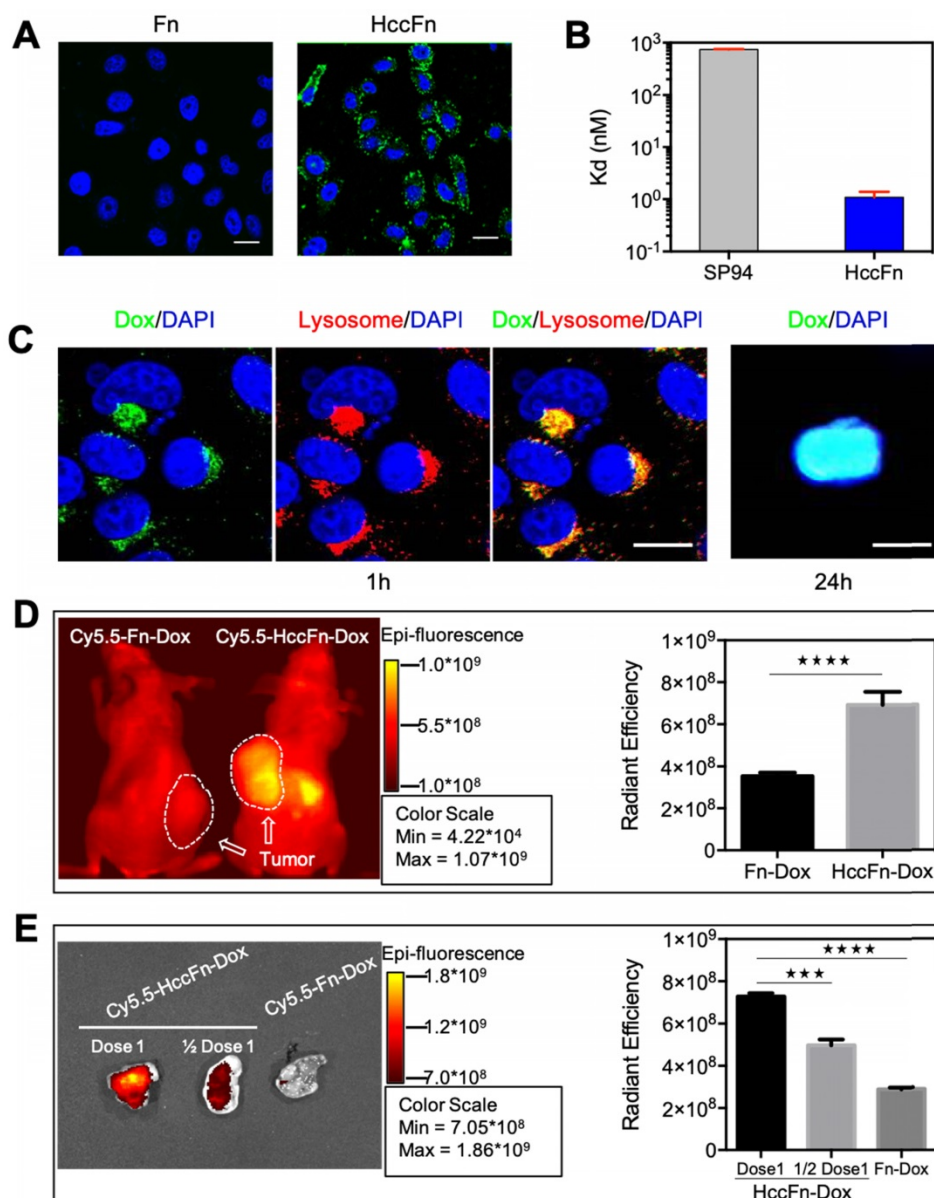 A
Fn
HccFn
B
Kd (nM)
10³
10²
10¹
10⁰
10⁻¹
SP94
HccFn
C
Dox/DAPI
Lysosome/DAPI
Dox/Lysosome/DAPI
Dox/DAPI
1h
24h
D
Cy5.5-Fn-Dox
Cy5.5-HccFn-Dox
Tumor
Epi-fluorescence
1.0*10⁹
5.5*10⁸
1.0*10⁸
Color Scale
Min = 4.22*10⁴
Max = 1.07*10⁹
Radiant Efficiency
1×10⁹
8×10⁸
6×10⁸
4×10⁸
2×10⁸
0
★★★★
Fn-Dox
HccFn-Dox
E
Cy5.5-HccFn-Dox
Cy5.5-Fn-Dox
Dose 1
½ Dose 1
Epi-fluorescence
1.8*10⁹
1.2*10⁹
7.0*10⁸
Color Scale
Min = 7.05*10⁸
Max = 1.86*10⁹
Radiant Efficiency
1×10⁹
8×10⁸
6×10⁸
4×10⁸
2×10⁸
0
★★★★
★★★
Dose1
1/2 Dose1
Fn-Dox
HccFn-Dox